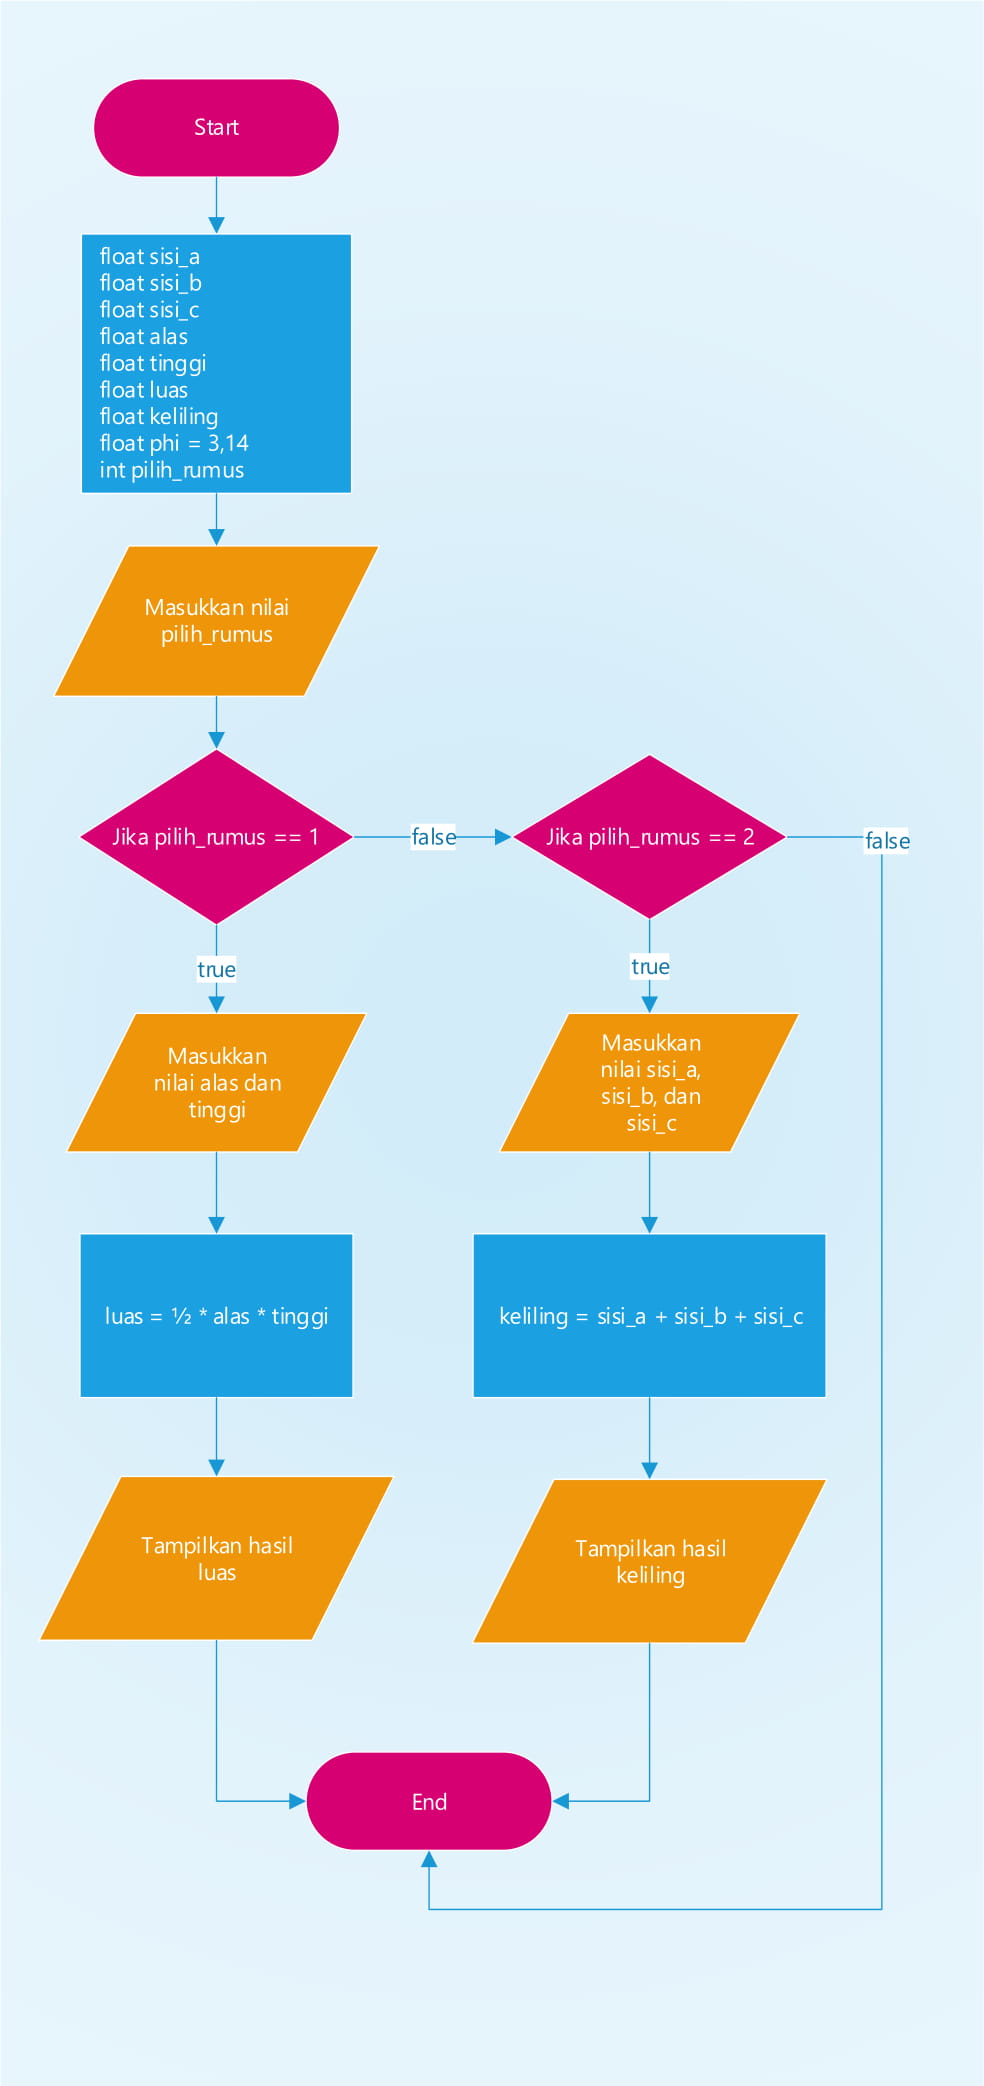 Start
float sisi_a
float sisi_b
float sisi_c
float alas
float tinggi
float luas
float keliling
float phi = 3,14
int pilih_rumus
Masukkan nilai
pilih_rumus
Jika pilih_rumus == 1
false
Jika pilih_rumus == 2
false
true
true
Masukkan
nilai alas dan
tinggi
Masukkan
nilai sisi_a,
sisi_b, dan
sisi_c
luas = ½ * alas * tinggi
keliling = sisi_a + sisi_b + sisi_c
Tampilkan hasil
luas
Tampilkan hasil
keliling
End